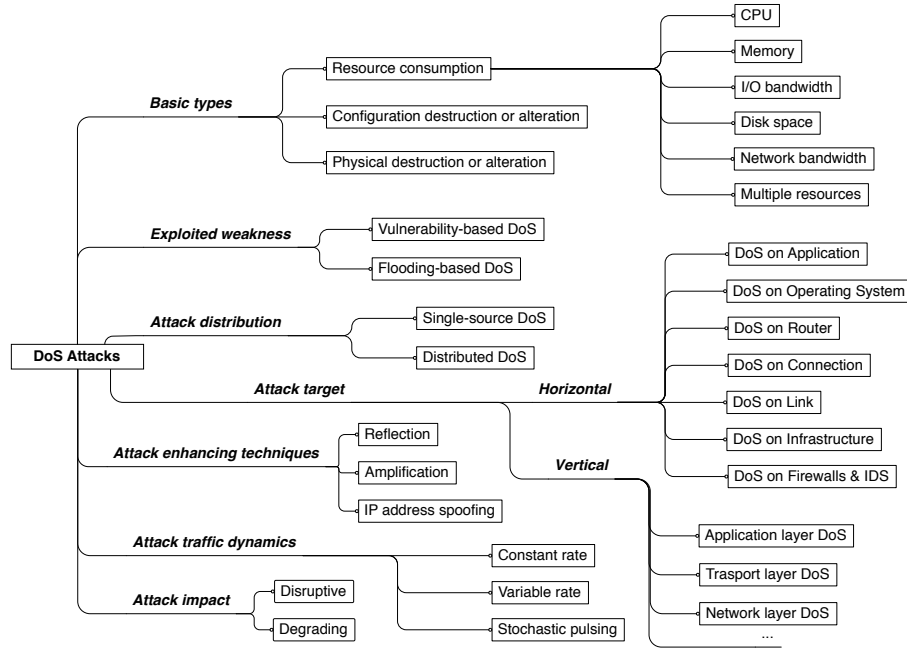 DoS Attacks
Basic types
Resource consumption
CPU
Memory
I/O bandwidth
Disk space
Network bandwidth
Multiple resources
Configuration destruction or alteration
Physical destruction or alteration
Exploited weakness
Vulnerability-based DoS
Flooding-based DoS
Attack distribution
Single-source DoS
Distributed DoS
Attack target
Horizontal
DoS on Application
DoS on Operating System
DoS on Router
DoS on Connection
DoS on Link
DoS on Infrastructure
DoS on Firewalls & IDS
Vertical
Application layer DoS
Trasport layer DoS
Network layer DoS
...
Attack enhancing techniques
Reflection
Amplification
IP address spoofing
Attack traffic dynamics
Constant rate
Variable rate
Stochastic pulsing
Attack impact
Disruptive
Degrading